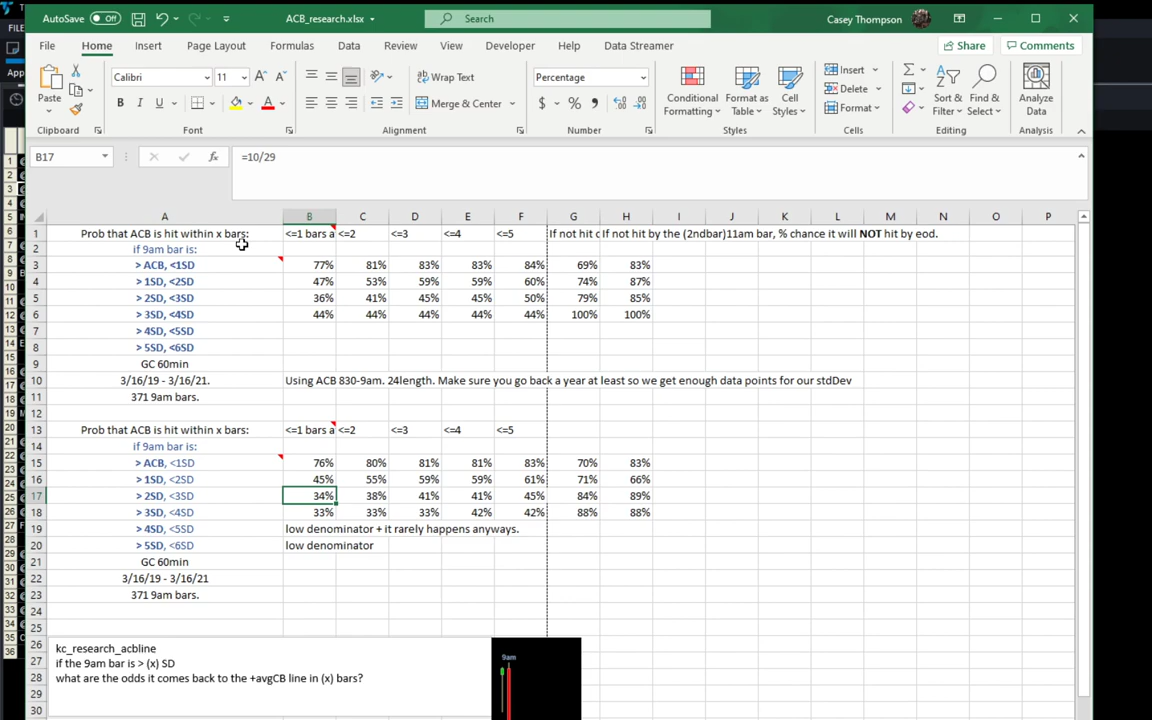 AutoSave Off ACB_research.xlsx Search Casey Thompson
File Home Insert Page Layout Formulas Data Review View Developer Help Data Streamer Share Comments
Paste Calibri 11 B I U Wrap Text Merge & Center Percentage $ % Conditional Formatting Format as Table Cell Styles Insert Delete Format Sort & Filter Find & Select Analyze Data
Clipboard Font Alignment Number Styles Cells Editing Analysis
B17 fx =10/29
A B C D E F G H I J K L M N O P
1 Prob that ACB is hit within x bars: <=1 bars a <=2 <=3 <=4 <=5 If not hit c If not hit by the (2ndbar)11am bar, % chance it will NOT hit by eod.
2 if 9am bar is:
3 > ACB, <1SD 77% 81% 83% 83% 84% 69% 83%
4 > 1SD, <2SD 47% 53% 59% 59% 60% 74% 87%
5 > 2SD, <3SD 36% 41% 45% 45% 50% 79% 85%
6 > 3SD, <4SD 44% 44% 44% 44% 44% 100% 100%
7 > 4SD, <5SD
8 > 5SD, <6SD
9 GC 60min
10 3/16/19 - 3/16/21. Using ACB 830-9am. 24length. Make sure you go back a year at least so we get enough data points for our stdDev
11 371 9am bars.
12
13 Prob that ACB is hit within x bars: <=1 bars a <=2 <=3 <=4 <=5
14 if 9am bar is:
15 > ACB, <1SD 76% 80% 81% 81% 83% 70% 83%
16 > 1SD, <2SD 45% 55% 59% 59% 61% 71% 66%
17 > 2SD, <3SD 34% 38% 41% 41% 45% 84% 89%
18 > 3SD, <4SD 33% 33% 33% 42% 42% 88% 88%
19 > 4SD, <5SD low denominator + it rarely happens anyways.
20 > 5SD, <6SD low denominator
21 GC 60min
22 3/16/19 - 3/16/21
23 371 9am bars.
24
25
26 kc_research_acbline
27 if the 9am bar is > (x) SD
28 what are the odds it comes back to the +avgCB line in (x) bars?
29
30
9am